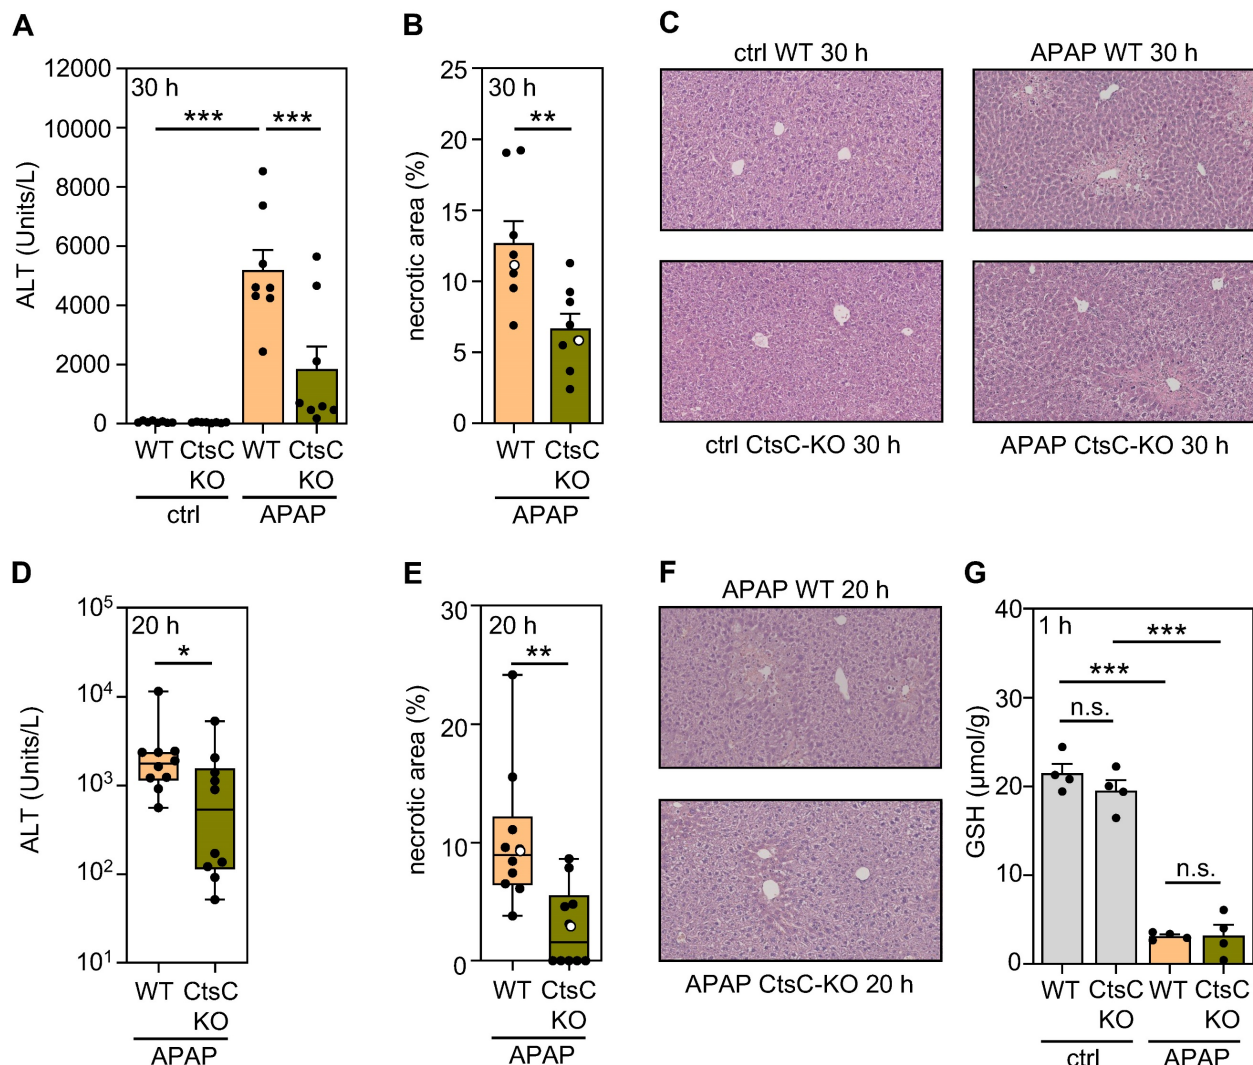 A
ALT (Units/L)
12000
10000
8000
6000
4000
2000
0
30 h
*** ***
WT CtsC WT CtsC
KO KO
ctrl APAP
B
necrotic area (%)
25
20
15
10
5
0
30 h
**
WT CtsC
KO
APAP
C
ctrl WT 30 h
APAP WT 30 h
ctrl CtsC-KO 30 h
APAP CtsC-KO 30 h
D
ALT (Units/L)
10⁵
10⁴
10³
10²
10¹
20 h
*
WT CtsC
KO
APAP
E
necrotic area (%)
30
20
10
0
20 h
**
WT CtsC
KO
APAP
F
APAP WT 20 h
APAP CtsC-KO 20 h
G
GSH (µmol/g)
40
30
20
10
0
1 h
***
***
n.s.
n.s.
WT CtsC WT CtsC
KO KO
ctrl APAP